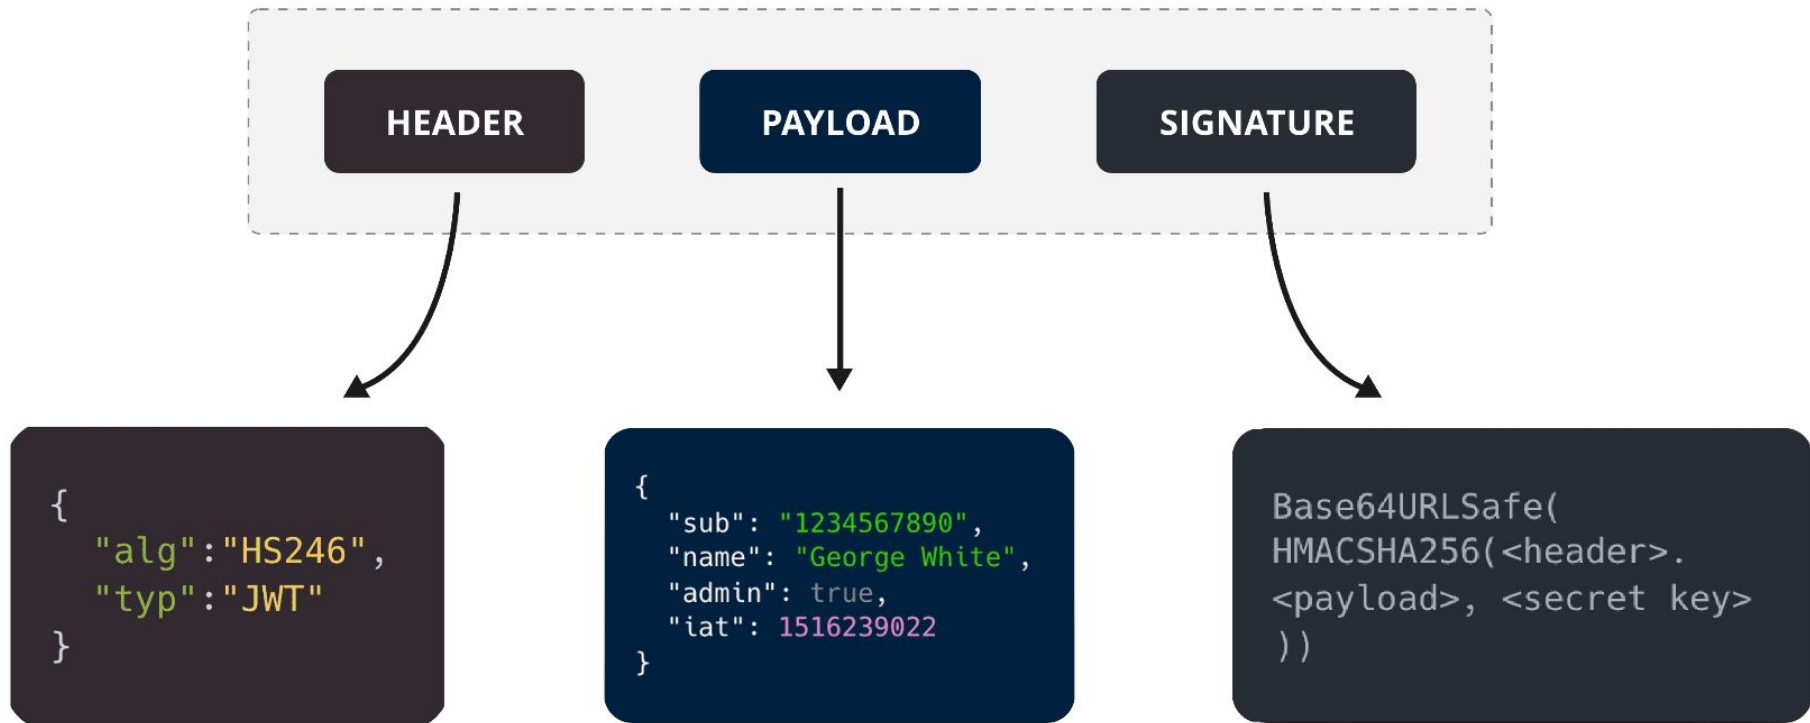 HEADER
PAYLOAD
SIGNATURE
{
"alg":"HS246",
"typ":"JWT"
}
{
"sub": "1234567890",
"name": "George White",
"admin": true,
"iat": 1516239022
}
Base64URLSafe(
HMACSHA256(<header>.
<payload>, <secret key>
))